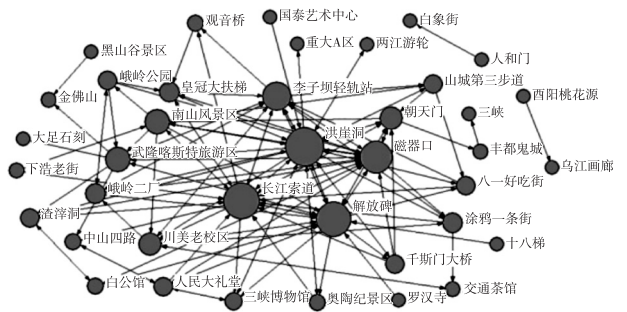 国泰艺术中心
白象街
观音桥
重大A区
两江游轮
黑山谷景区
人和门
峨岭公园
皇冠大扶梯
李子坝轻轨站
山城第三步道
金佛山
酉阳桃花源
南山风景区
朝天门
三峡
大足石刻
洪崖洞
磁器口
武隆喀斯特旅游区
丰都鬼城
下浩老街
乌江画廊
峨岭二厂
长江索道
八一好吃街
渣滓洞
解放碑
涂鸦一条街
中山四路
川美老校区
十八梯
千斯门大桥
白公馆
人民大礼堂
三峡博物馆
奥陶纪景区
罗汉寺
交通茶馆